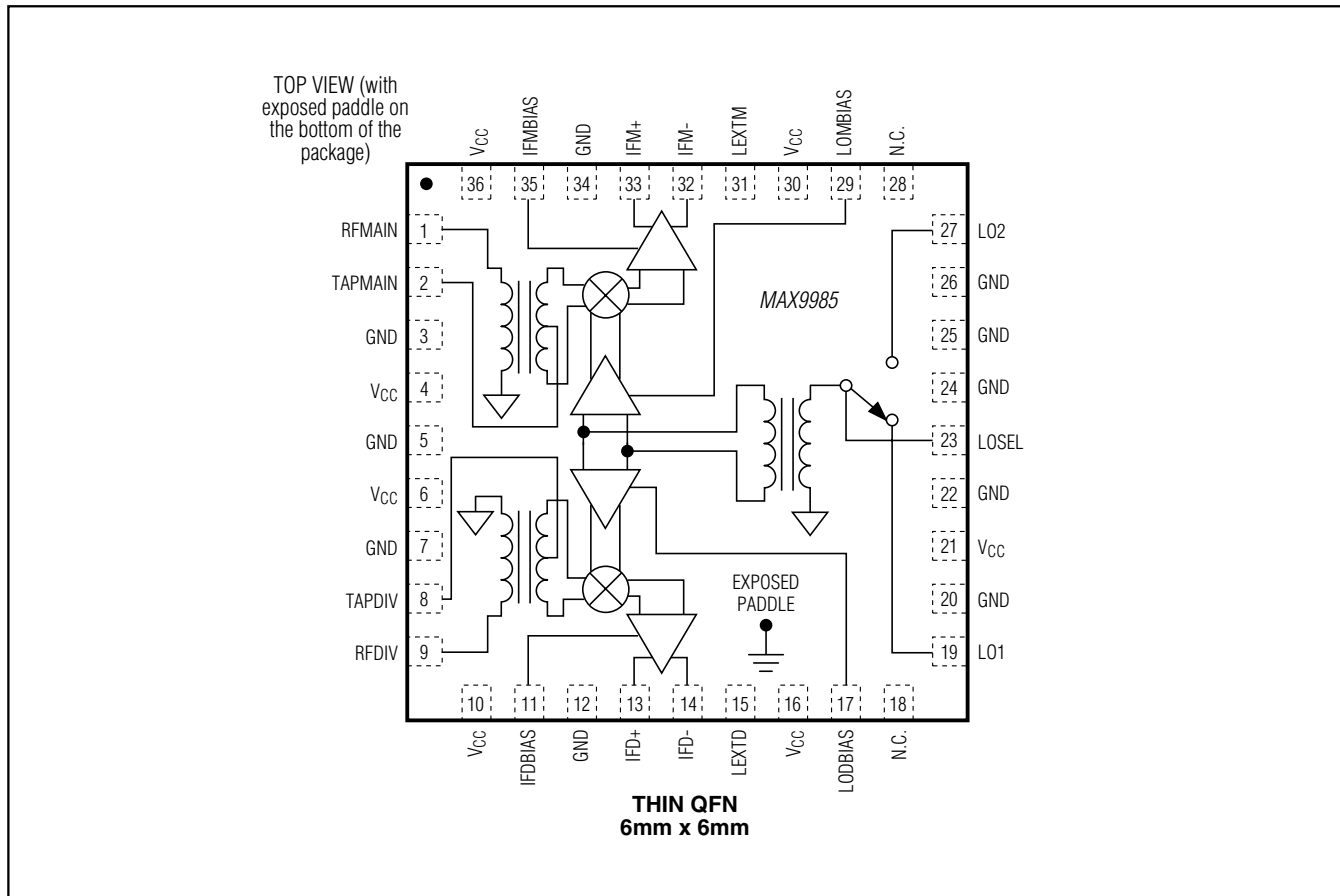 TOP VIEW (with
exposed paddle on
the bottom of the
package)
VCC
IFMBIAS
GND
IFM+
IFM-
LEXTM
VCC
LOMBIAS
N.C.
36
35
34
33
32
31
30
29
28
RFMAIN
1
TAPMAIN
2
GND
3
VCC
4
GND
5
VCC
6
GND
7
TAPDIV
8
RFDIV
9
MAX9985
27
LO2
26
GND
25
GND
24
GND
23
LOSEL
22
GND
21
VCC
20
GND
19
LO1
EXPOSED
PADDLE
10
11
12
13
14
15
16
17
18
VCC
IFDBIAS
GND
IFD+
IFD-
LEXTD
VCC
LODBIAS
N.C.
THIN QFN
6mm x 6mm